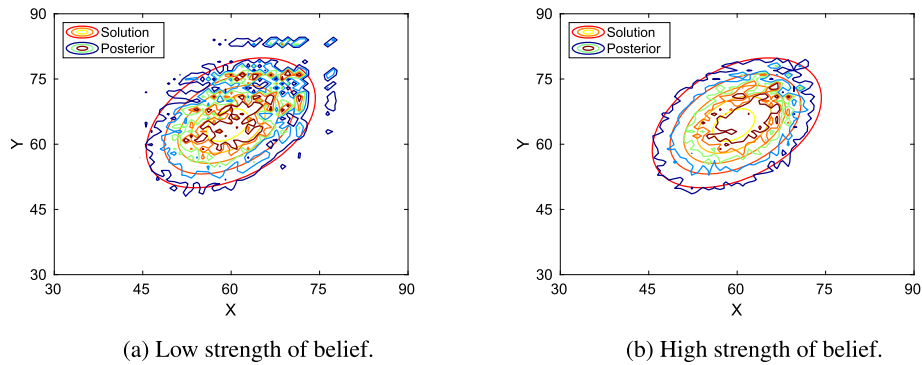 90
75
60
45
30
Y
Solution
Posterior
30 45 60 75 90
X
(a) Low strength of belief.
90
75
60
45
30
Y
Solution
Posterior
30 45 60 75 90
X
(b) High strength of belief.